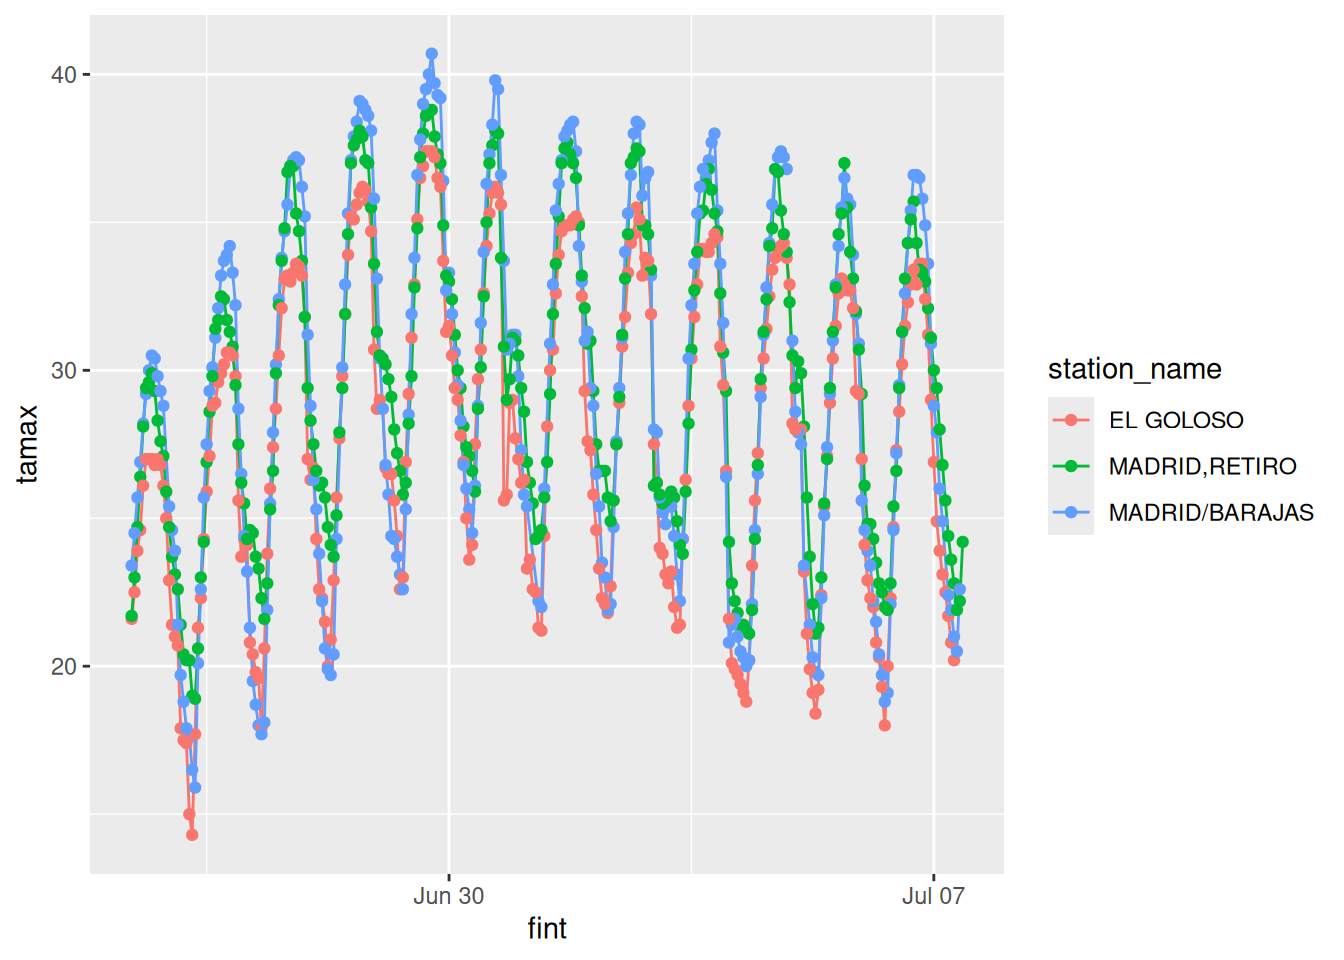 40
30
20
tamax
Jun 30
Jul 07
fint
station_name
EL GOLOSO
MADRID,RETIRO
MADRID/BARAJAS